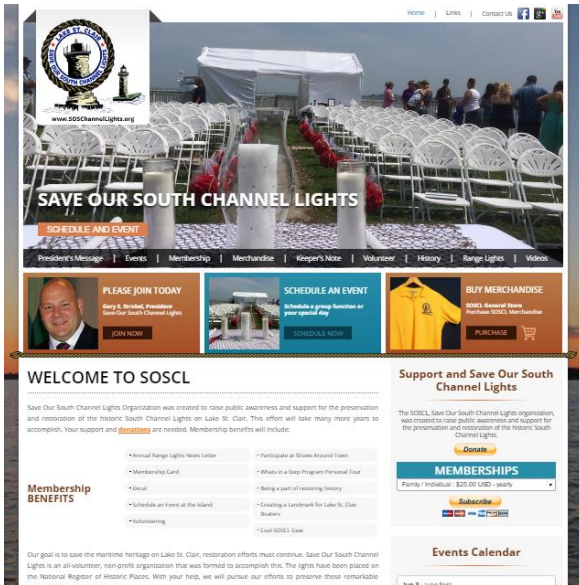 Home | Links | Contact Us
LAKE ST. CLAIR
SAVE OUR SOUTH CHANNEL LIGHTS
www.SOSChannelLights.org
SAVE OUR SOUTH CHANNEL LIGHTS
SCHEDULE AND EVENT
President's Message | Events | Membership | Merchandise | Keeper's Note | Volunteer | History | Range Lights | Videos
PLEASE JOIN TODAY
Gary E. Strobel, President
Save Our South Channel Lights
JOIN NOW
SCHEDULE AN EVENT
Schedule a group function or
your special day
SCHEDULE NOW
BUY MERCHANDISE
SOSCL General Store
Purchase SOSCL Merchandise
PURCHASE
WELCOME TO SOSCL
Save Our South Channel Lights Organization was created to raise public awareness and support for the preservation
and restoration of the historic South Channel Lights on Lake St. Clair. This effort will take many more years to
accomplish. Your support and donations are needed. Membership benefits will include:
Membership
BENEFITS
• Annual Range Lights News Letter
• Membership Card
• Decal
• Schedule an Event at the Island
• Volunteering
• Participate at Shows Around Town
• Whats in a Step Program Personal Tour
• Being a part of restoring history
• Creating a Landmark for Lake St. Clair
Boaters
• Cool SOSCL Gear
Our goal is to save the maritime heritage on Lake St. Clair, restoration efforts must continue. Save Our South Channel
Lights is an all-volunteer, non-profit organization that was formed to accomplish this. The lights have been placed on
the National Register of Historic Places. With your help, we will pursue our efforts to preserve these remarkable
Support and Save Our South
Channel Lights
The SOSCL, Save Our South Channel Lights organization,
was created to raise public awareness and support for
the preservation and restoration of the historic South
Channel Lights.
Donate
MEMBERSHIPS
Family / Individual : $25.00 USD - yearly
Subscribe
Events Calendar